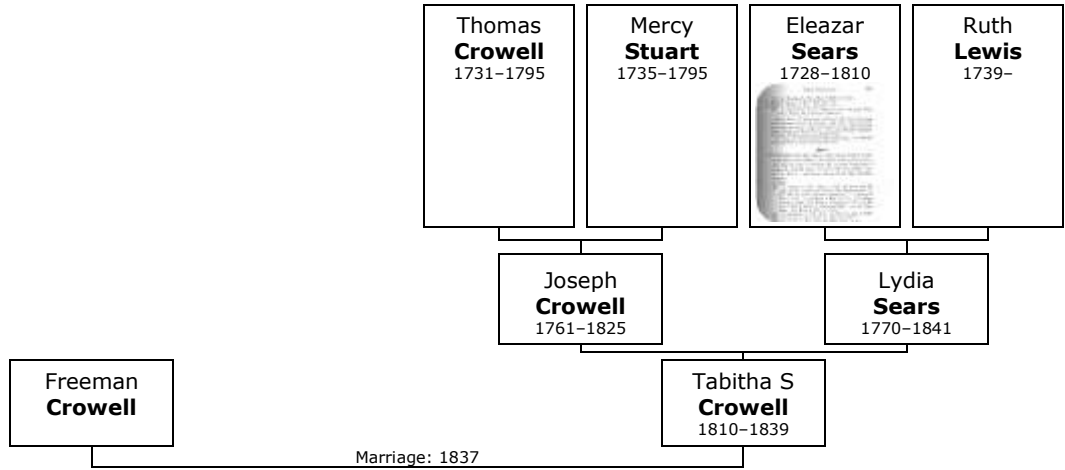 Thomas
Crowell
1731–1795
Mercy
Stuart
1735–1795
Eleazar
Sears
1728–1810
Ruth
Lewis
1739–
Joseph
Crowell
1761–1825
Lydia
Sears
1770–1841
Freeman
Crowell
Tabitha S
Crowell
1810–1839
Marriage: 1837